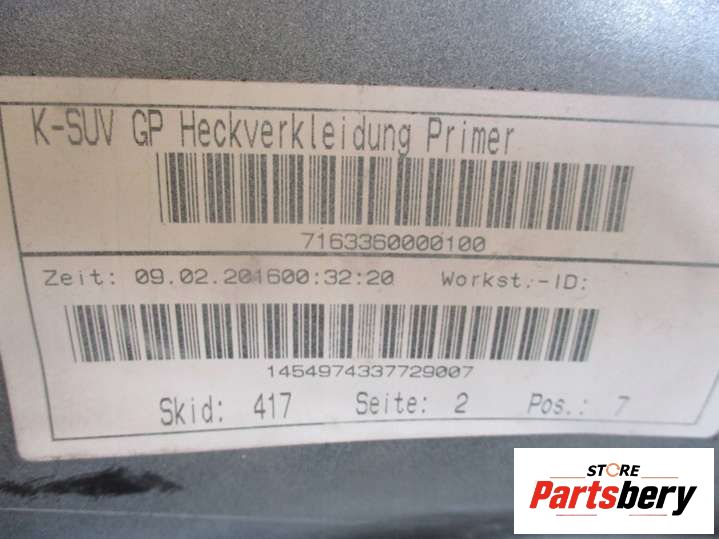 K-SUV GP Heckverkleidung Primer
7163360000100
Zeit: 09.02.201600:32:20 Workst.-ID:
1454974337729007
Skid: 417 Seite: 2 Pos.: 7
STORE
Partsbery